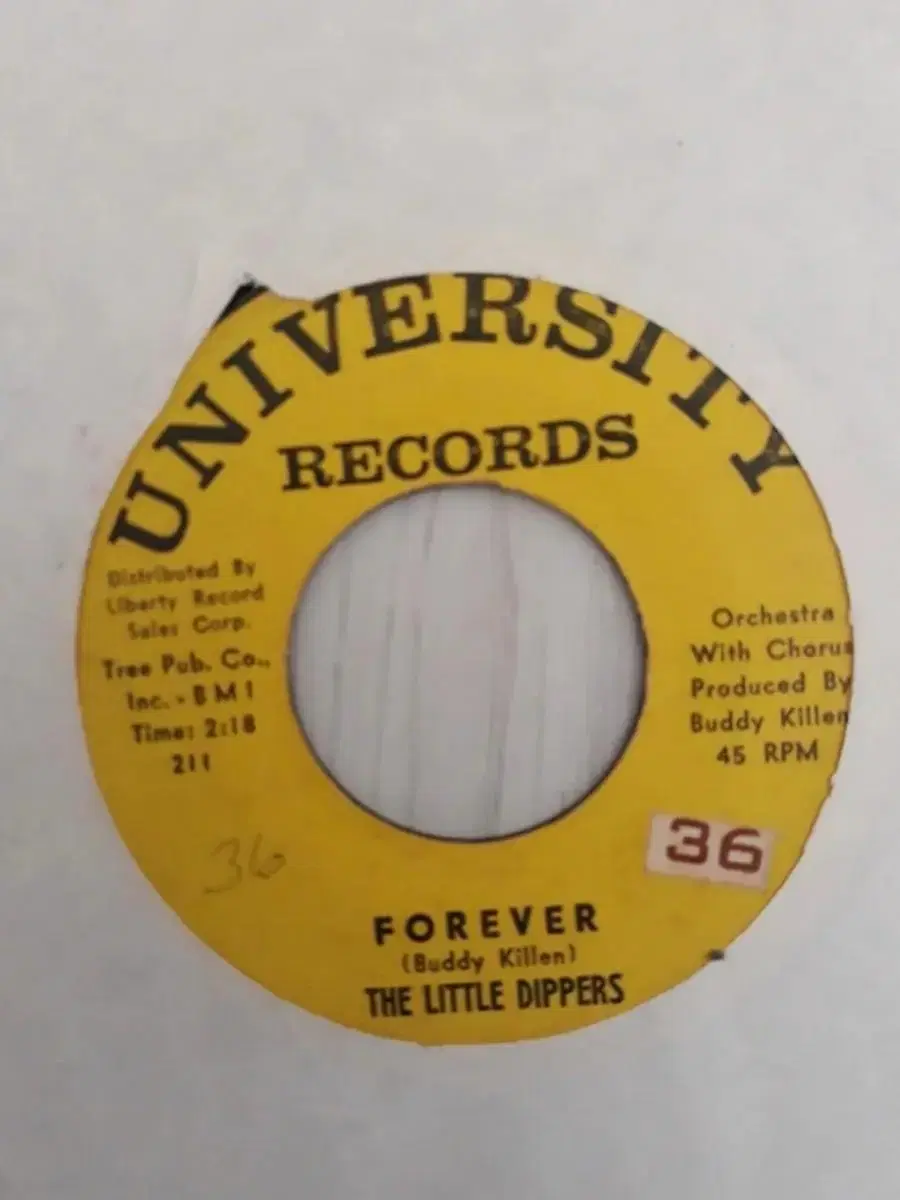 UNIVERSITY
RECORDS
Distributed By
Liberty Record
Sales Corp.
Tree Pub. Co.,
Inc. - B M I
Time: 2:18
211
Orchestra
With Chorus
Produced By
Buddy Killen
45 RPM
36
36
FOREVER
(Buddy Killen)
THE LITTLE DIPPERS